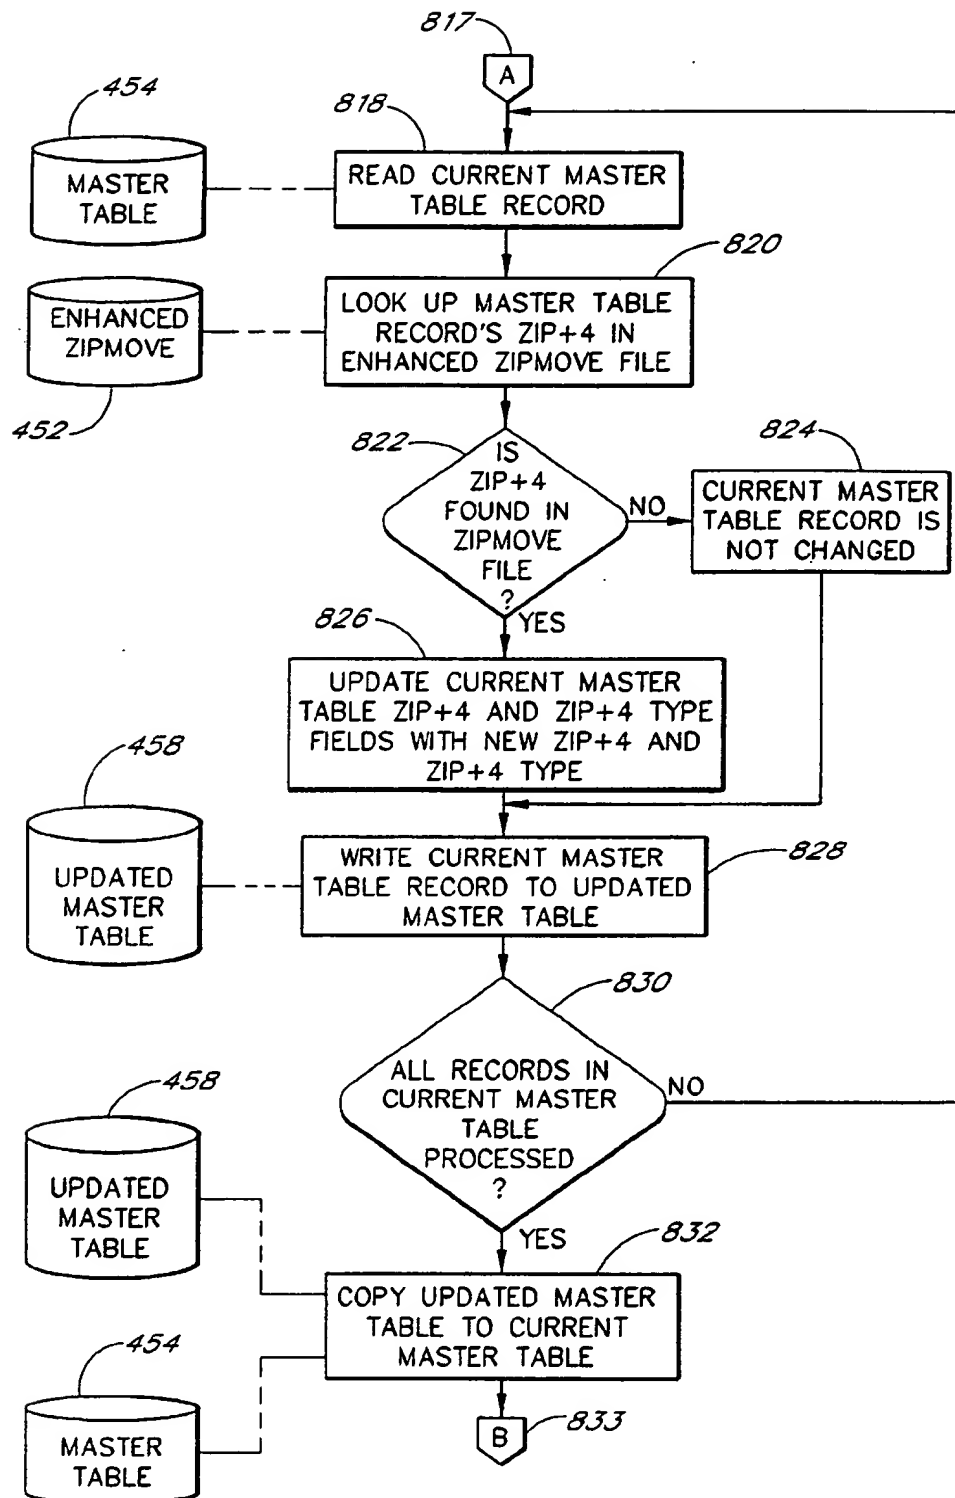 817
A
454
818
MASTER
TABLE
READ CURRENT MASTER
TABLE RECORD
820
ENHANCED
ZIPMOVE
LOOK UP MASTER TABLE
RECORD'S ZIP+4 IN
ENHANCED ZIPMOVE FILE
452
822
IS
ZIP+4
FOUND IN
ZIPMOVE
FILE
?
NO
824
CURRENT MASTER
TABLE RECORD IS
NOT CHANGED
YES
826
UPDATE CURRENT MASTER
TABLE ZIP+4 AND ZIP+4 TYPE
FIELDS WITH NEW ZIP+4 AND
ZIP+4 TYPE
458
UPDATED
MASTER
TABLE
WRITE CURRENT MASTER
TABLE RECORD TO UPDATED
MASTER TABLE
828
830
ALL RECORDS IN
CURRENT MASTER
TABLE
PROCESSED
?
NO
458
UPDATED
MASTER
TABLE
YES
832
COPY UPDATED MASTER
TABLE TO CURRENT
MASTER TABLE
454
MASTER
TABLE
B
833